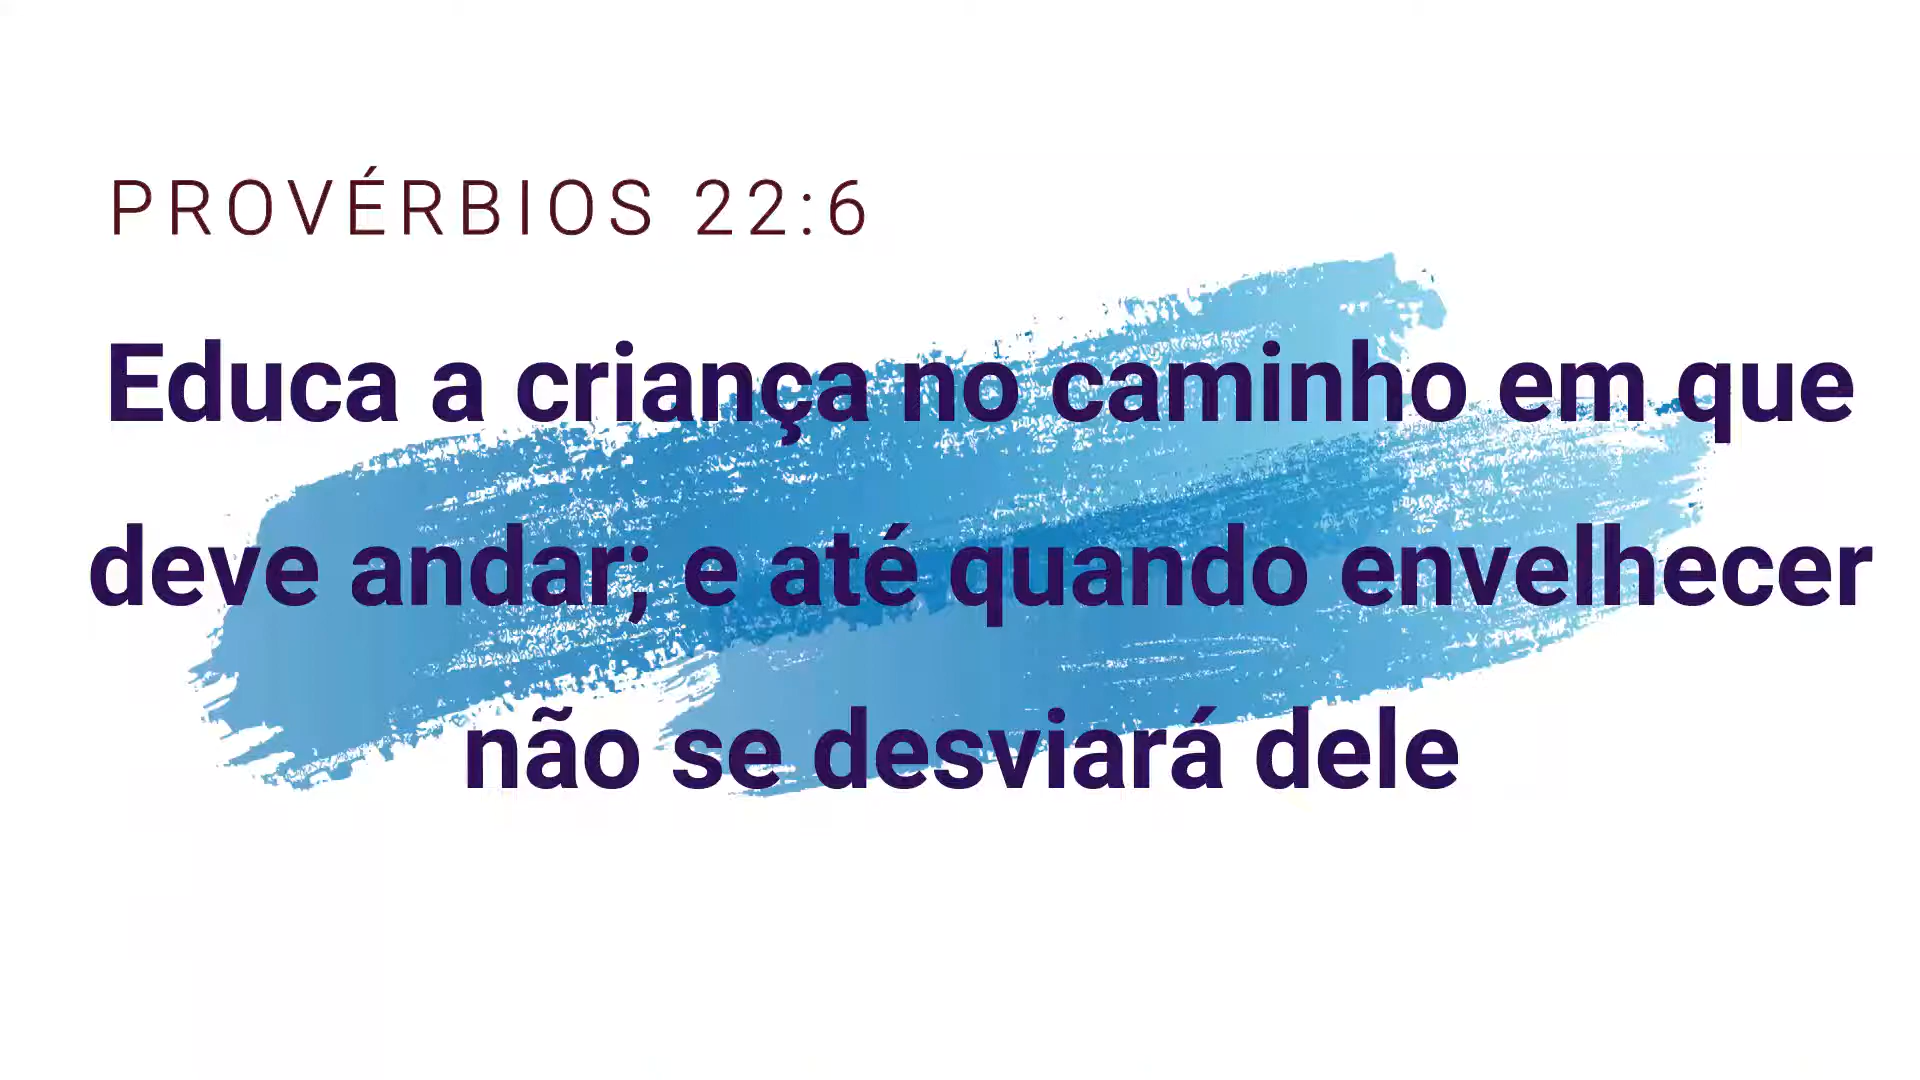 PROVÉRBIOS 22:6
Educa a criança no caminho em que
deve andar; e até quando envelhecer
não se desviará dele